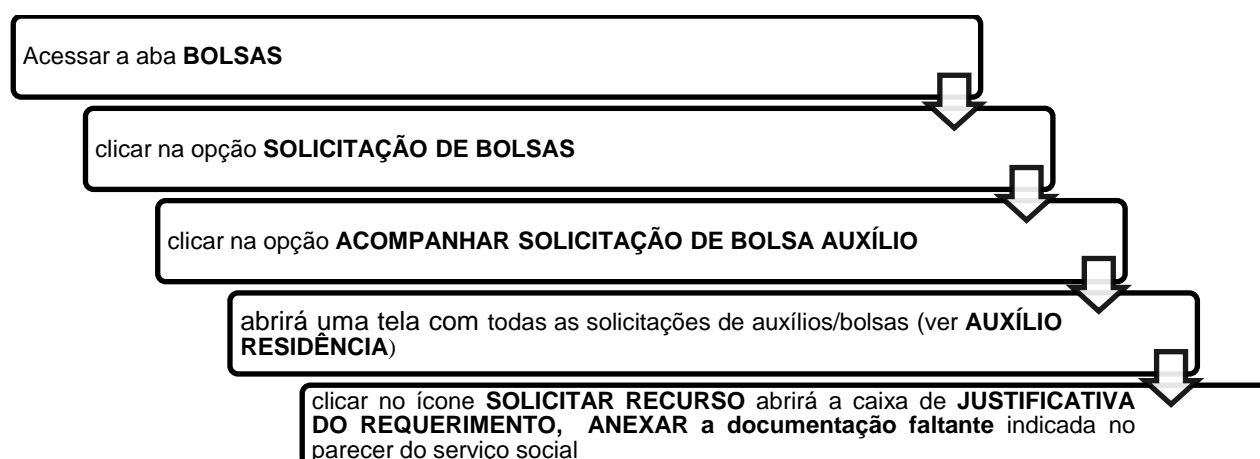 Acessar a aba BOLSAS
clicar na opção SOLICITAÇÃO DE BOLSAS
clicar na opção ACOMPANHAR SOLICITAÇÃO DE BOLSA AUXÍLIO
abrirá uma tela com todas as solicitações de auxílios/bolsas (ver AUXÍLIO
RESIDÊNCIA)
clicar no ícone SOLICITAR RECURSO abrirá a caixa de JUSTIFICATIVA
DO REQUERIMENTO, ANEXAR a documentação faltante indicada no
parecer do serviço social